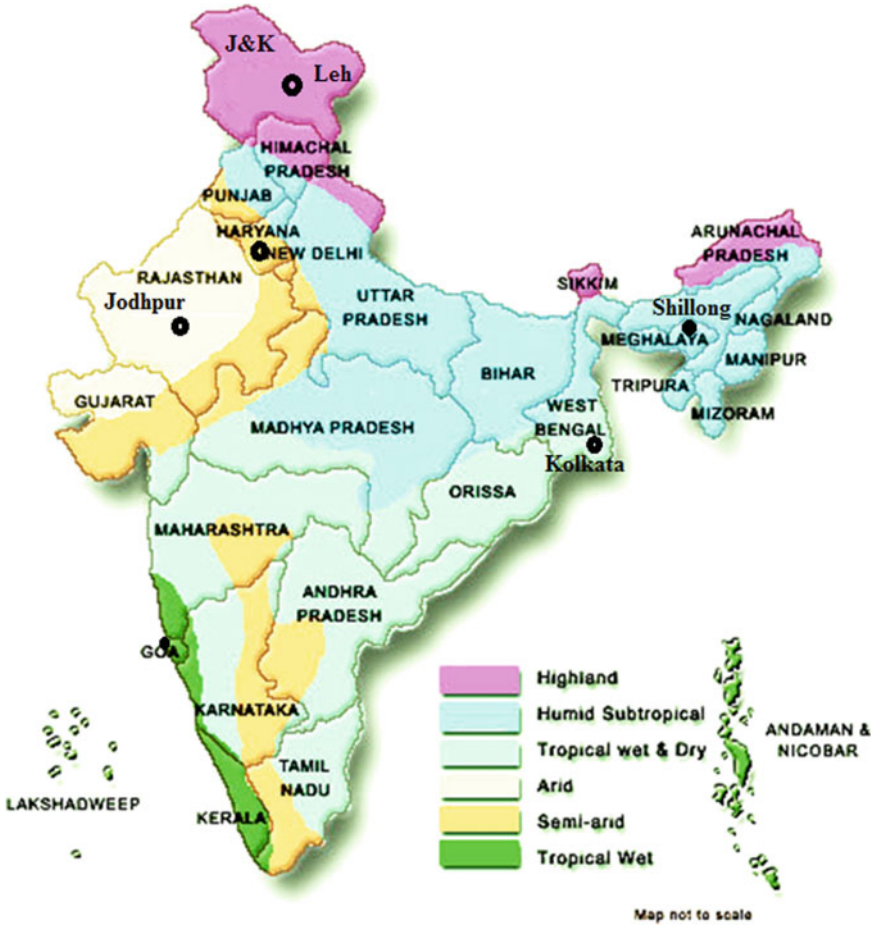 J&K
Leh
HIMACHAL
PRADESH
PUNJAB
HARYANA
NEW DELHI
RAJASTHAN
Jodhpur
UTTAR
PRADESH
SIKKIM
ARUNACHAL
PRADESH
Shillong
NAGALAND
MEGHALAYA
MANIPUR
TRIPURA
MIZORAM
BIHAR
GUJARAT
MADHYA PRADESH
WEST
BENGAL
Kolkata
ORISSA
MAHARASHTRA
ANDHRA
PRADESH
GOA
KARNATAKA
TAMIL
NADU
KERALA
LAKSHADWEEP
Highland
Humid Subtropical
Tropical wet & Dry
Arid
Semi-arid
Tropical Wet
ANDAMAN &
NICOBAR
Map not to scale